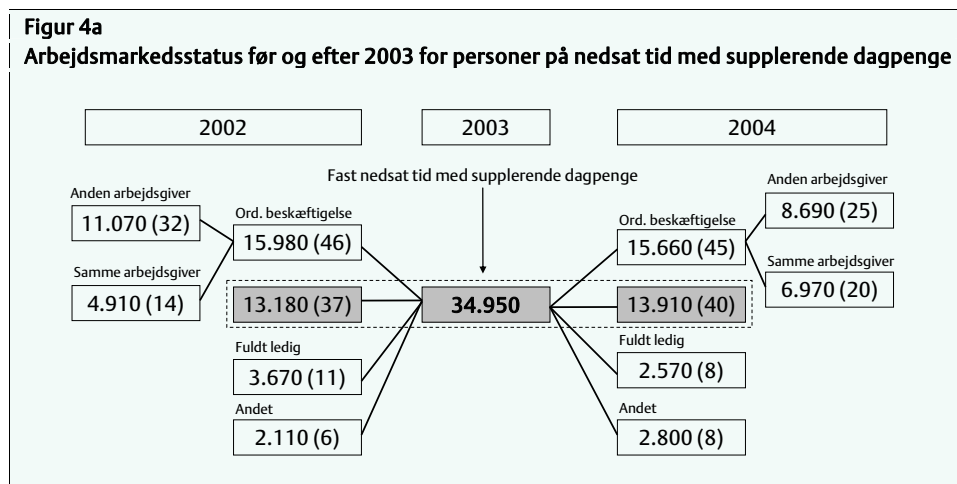 Figur 4a
Arbejdsmarkedsstatus før og efter 2003 for personer på nedsat tid med supplerende dagpenge
2002
2003
2004
Fast nedsat tid med supplerende dagpenge
Anden arbejdsgiver
11.070 (32)
Samme arbejdsgiver
4.910 (14)
Ord. beskæftigelse
15.980 (46)
13.180 (37)
Fuldt ledig
3.670 (11)
Andet
2.110 (6)
34.950
Ord. beskæftigelse
15.660 (45)
13.910 (40)
Fuldt ledig
2.570 (8)
Andet
2.800 (8)
Anden arbejdsgiver
8.690 (25)
Samme arbejdsgiver
6.970 (20)